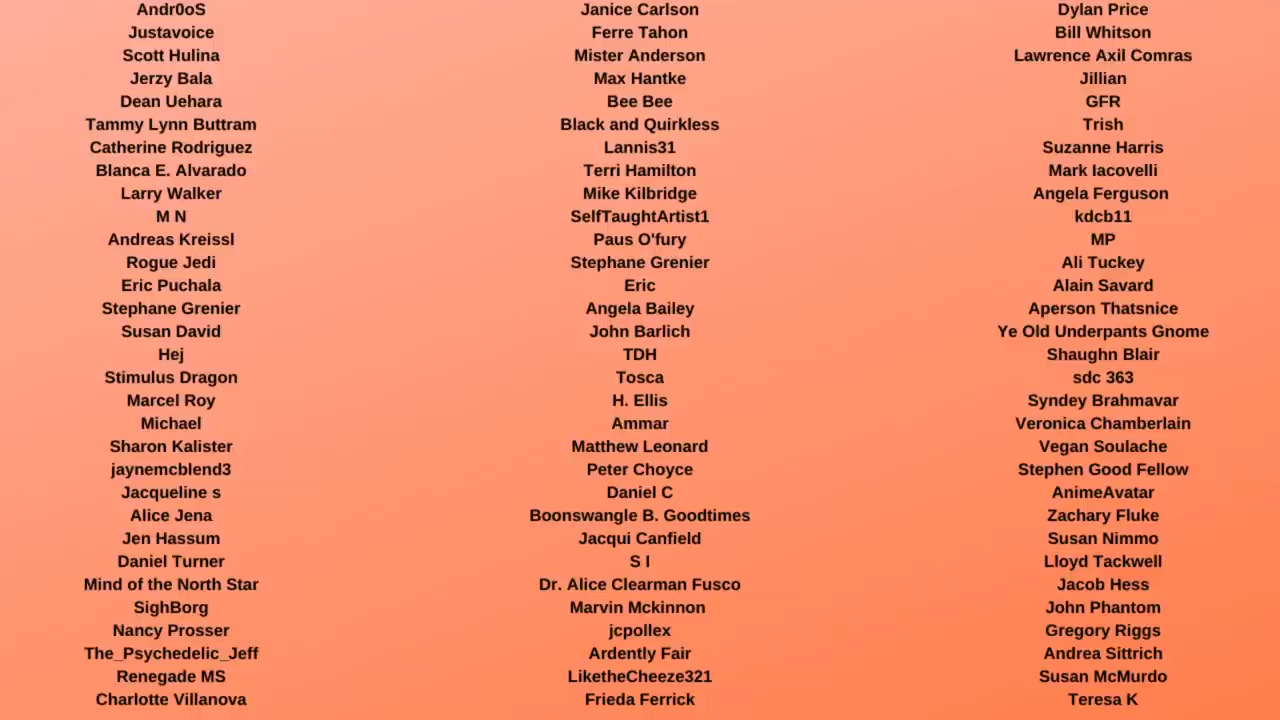 Andr0oS
Justavoice
Scott Hulina
Jerzy Bala
Dean Uehara
Tammy Lynn Buttram
Catherine Rodriguez
Blanca E. Alvarado
Larry Walker
M N
Andreas Kreissl
Rogue Jedi
Eric Puchala
Stephane Grenier
Susan David
Hej
Stimulus Dragon
Marcel Roy
Michael
Sharon Kalister
jaynemcblend3
Jacqueline s
Alice Jena
Jen Hassum
Daniel Turner
Mind of the North Star
SighBorg
Nancy Prosser
The_Psychedelic_Jeff
Renegade MS
Charlotte Villanova
Janice Carlson
Ferre Tahon
Mister Anderson
Max Hantke
Bee Bee
Black and Quirkless
Lannis31
Terri Hamilton
Mike Kilbridge
SelfTaughtArtist1
Paus O'fury
Stephane Grenier
Eric
Angela Bailey
John Barlich
TDH
Tosca
H. Ellis
Ammar
Matthew Leonard
Peter Choyce
Daniel C
Boonswangle B. Goodtimes
Jacqui Canfield
S I
Dr. Alice Clearman Fusco
Marvin Mckinnon
jcpollex
Ardently Fair
LiketheCheeze321
Frieda Ferrick
Dylan Price
Bill Whitson
Lawrence Axil Comras
Jillian
GFR
Trish
Suzanne Harris
Mark Iacovelli
Angela Ferguson
kdcb11
MP
Ali Tuckey
Alain Savard
Aperson Thatsnice
Ye Old Underpants Gnome
Shaughn Blair
sdc 363
Syndey Brahmavar
Veronica Chamberlain
Vegan Soulache
Stephen Good Fellow
AnimeAvatar
Zachary Fluke
Susan Nimmo
Lloyd Tackwell
Jacob Hess
John Phantom
Gregory Riggs
Andrea Sittrich
Susan McMurdo
Teresa K